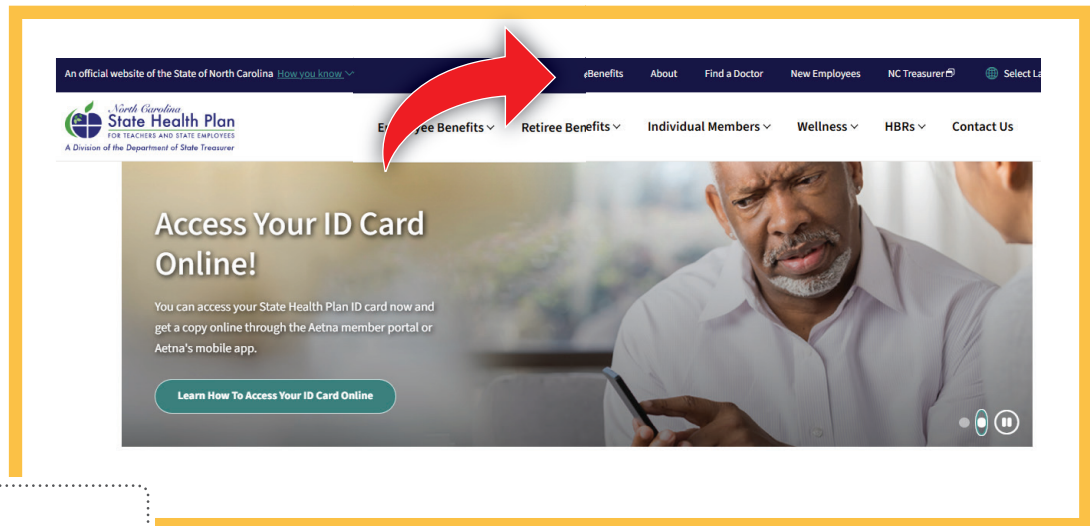 An official website of the State of North Carolina How you know
eBenefits About Find a Doctor New Employees NC Treasurer Select La
North Carolina
State Health Plan
FOR TEACHERS AND STATE EMPLOYEES
A Division of the Department of State Treasurer
Employee Benefits Retiree Benefits Individual Members Wellness HBRs Contact Us
Access Your ID Card
Online!
You can access your State Health Plan ID card now and
get a copy online through the Aetna member portal or
Aetna's mobile app.
Learn How To Access Your ID Card Online